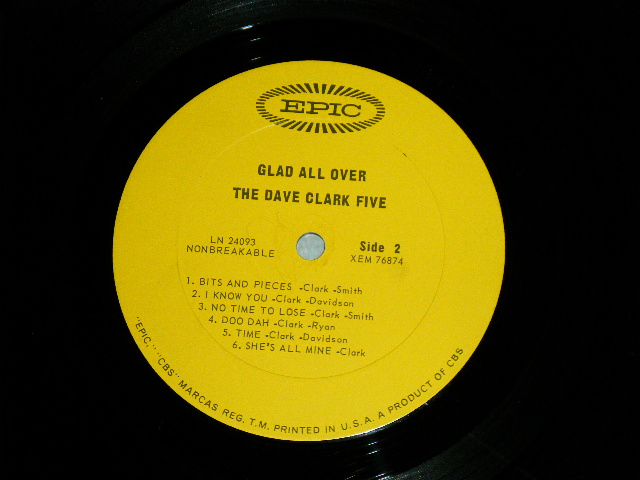 EPIC
GLAD ALL OVER
THE DAVE CLARK FIVE
LN 24093
NONBREAKABLE
Side 2
XEM 76874
1. BITS AND PIECES -Clark -Smith
2. I KNOW YOU -Clark -Davidson
3. NO TIME TO LOSE -Clark -Smith
4. DOO DAH -Clark -Ryan
5. TIME -Clark -Davidson
6. SHE'S ALL MINE -Clark
"EPIC," "CBS" MARCAS REG. T.M. PRINTED IN U.S.A. A PRODUCT OF CBS